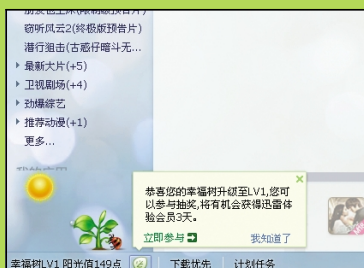 窃听风云2(终极版预告片)
潜行狙击(古惑仔暗斗无...
最新大片(+5)
卫视剧场(+4)
劲爆综艺
推荐动漫(+1)
更多...
恭喜您的幸福树升级至LV1,您可
以参与抽奖,将有机会获得迅雷体
验会员3天。
立即参与
我知道了
幸福树LV1 阳光值149点
下载优先
计划任务